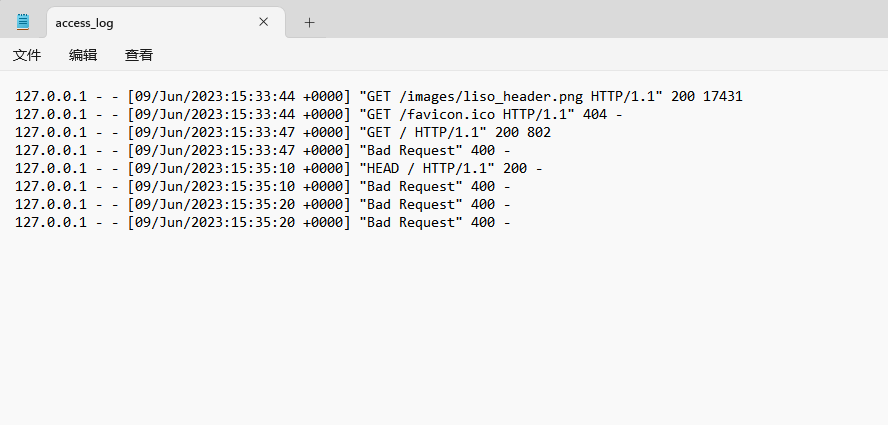 access_log
文件 编辑 查看
127.0.0.1 - - [09/Jun/2023:15:33:44 +0000] "GET /images/liso_header.png HTTP/1.1" 200 17431
127.0.0.1 - - [09/Jun/2023:15:33:44 +0000] "GET /favicon.ico HTTP/1.1" 404 -
127.0.0.1 - - [09/Jun/2023:15:33:47 +0000] "GET / HTTP/1.1" 200 802
127.0.0.1 - - [09/Jun/2023:15:33:47 +0000] "Bad Request" 400 -
127.0.0.1 - - [09/Jun/2023:15:35:10 +0000] "HEAD / HTTP/1.1" 200 -
127.0.0.1 - - [09/Jun/2023:15:35:10 +0000] "Bad Request" 400 -
127.0.0.1 - - [09/Jun/2023:15:35:20 +0000] "Bad Request" 400 -
127.0.0.1 - - [09/Jun/2023:15:35:20 +0000] "Bad Request" 400 -